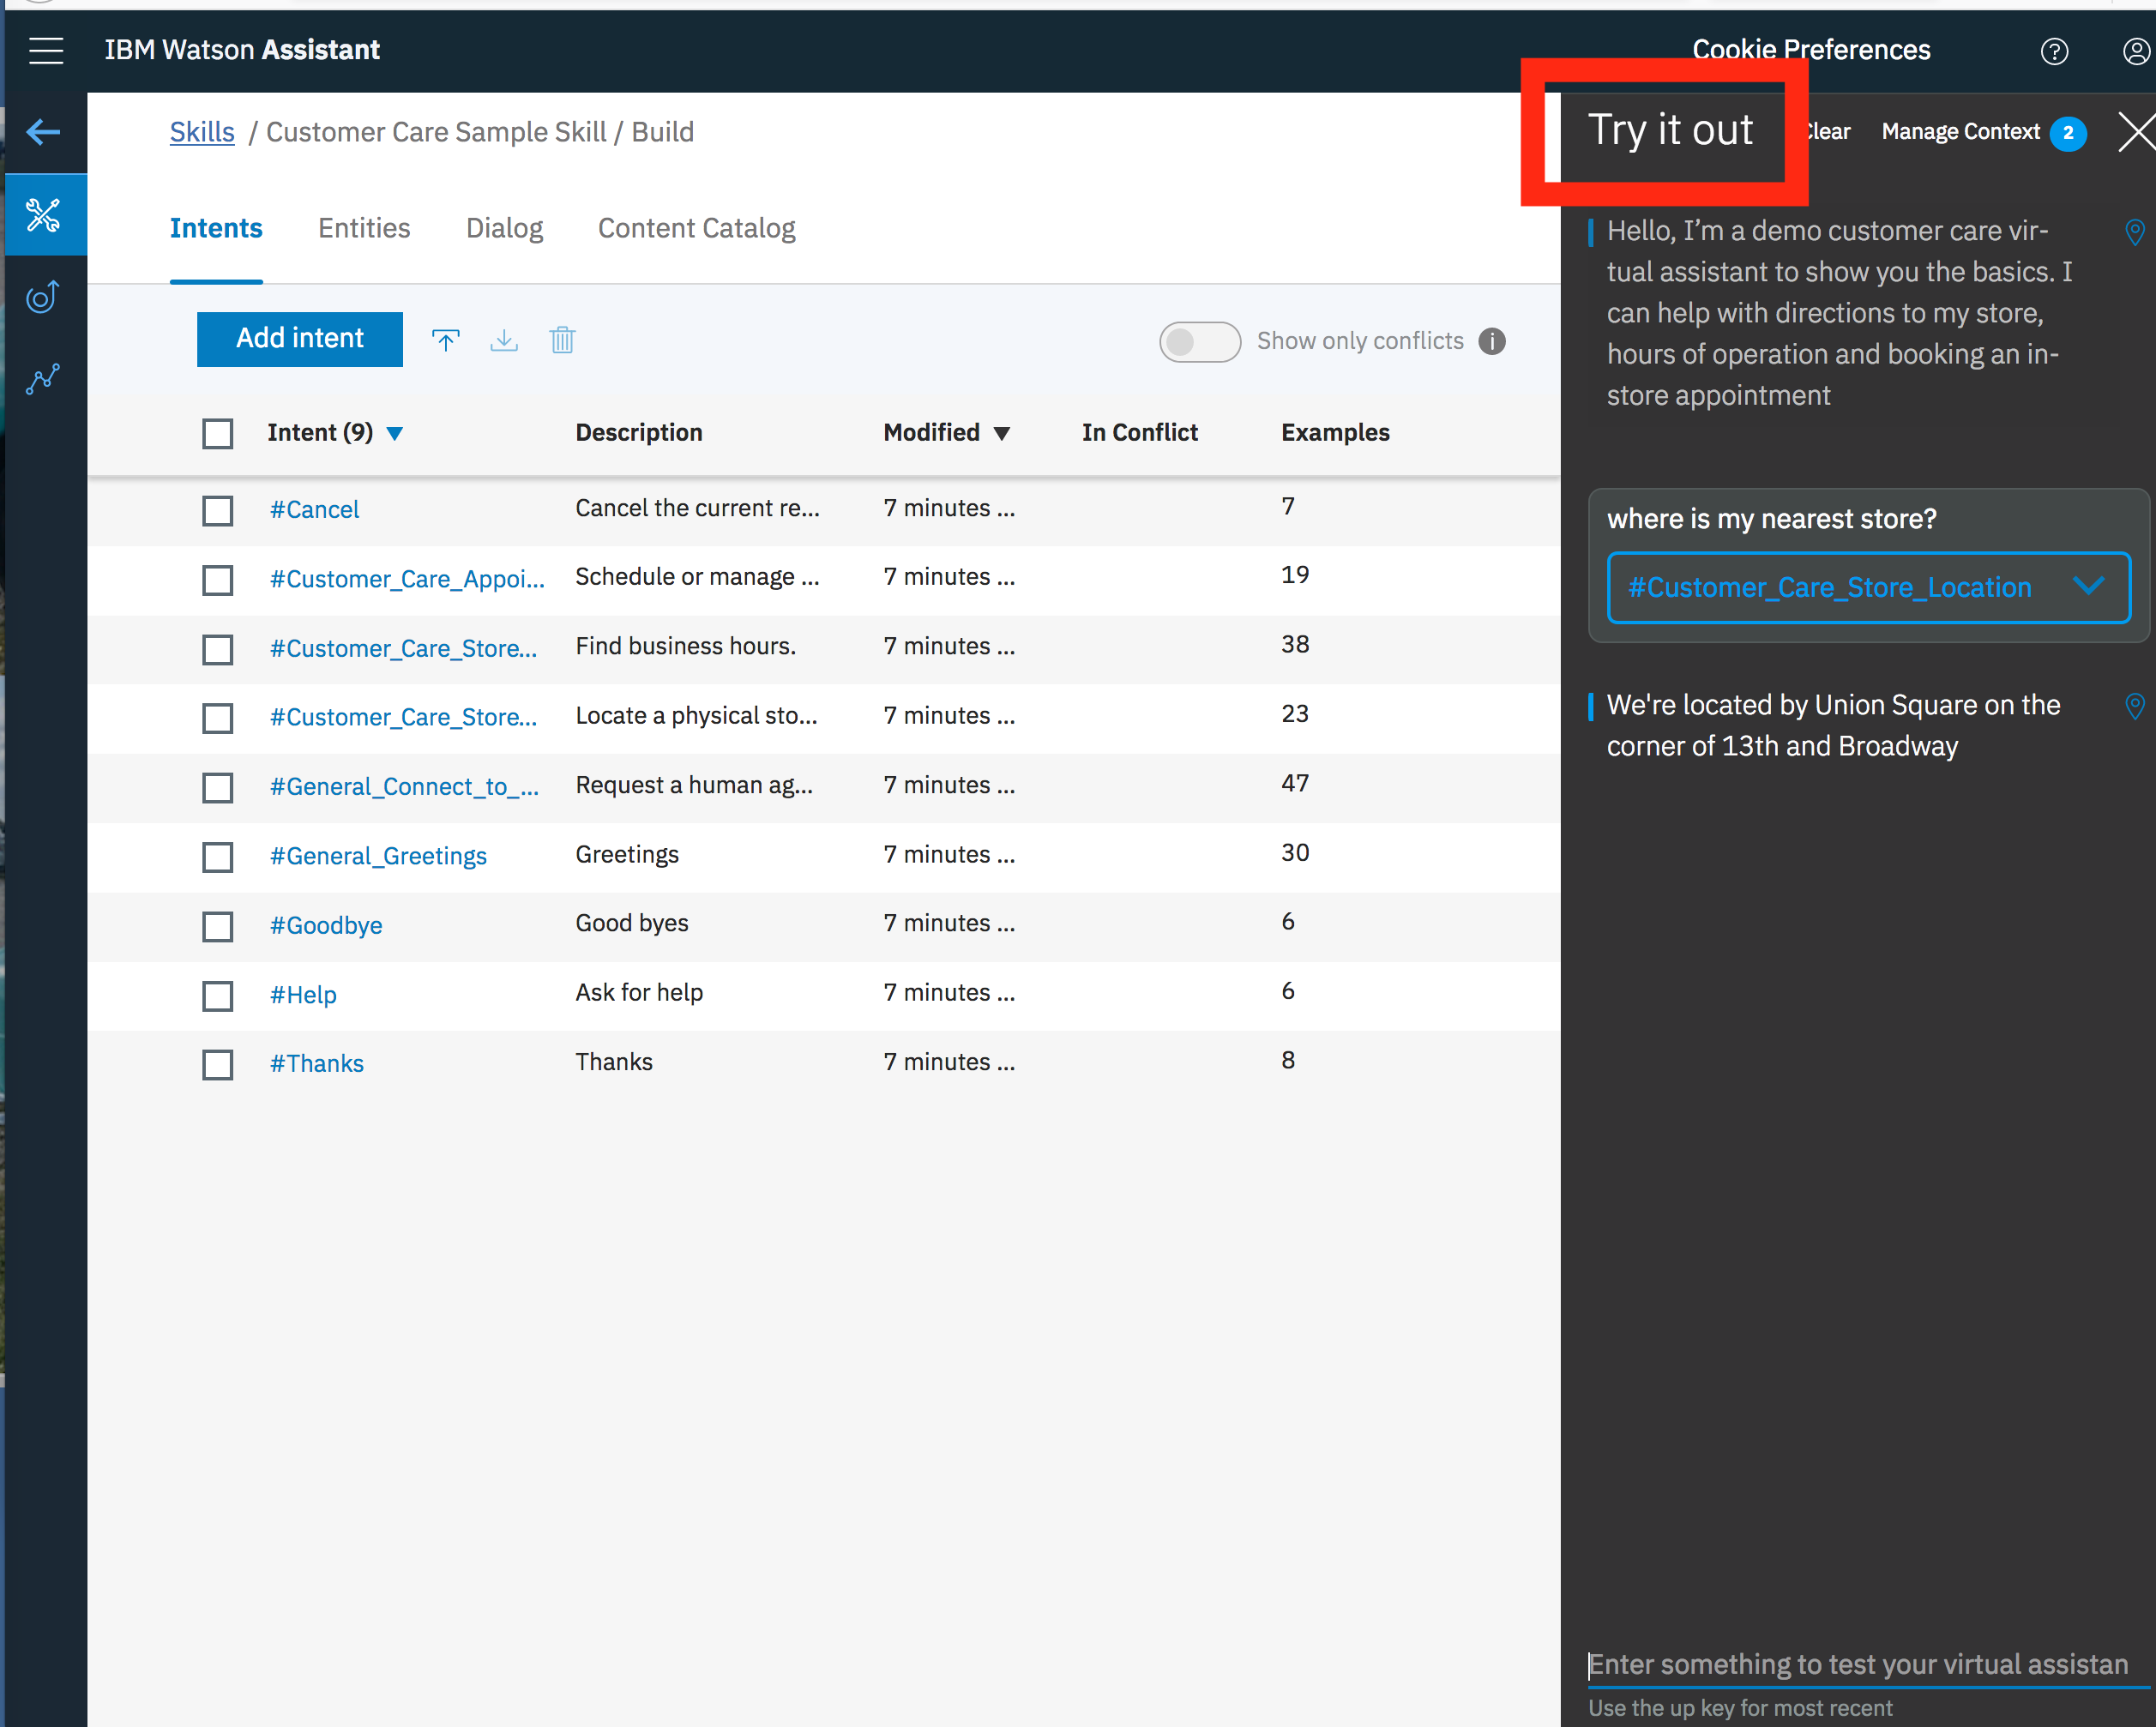 IBM Watson Assistant
Cookie Preferences
Skills / Customer Care Sample Skill / Build
Intents Entities Dialog Content Catalog
Add intent
Show only conflicts
Intent (9) Description Modified In Conflict Examples
#Cancel Cancel the current re... 7 minutes ... 7
#Customer_Care_Appoi... Schedule or manage ... 7 minutes ... 19
#Customer_Care_Store... Find business hours. 7 minutes ... 38
#Customer_Care_Store... Locate a physical sto... 7 minutes ... 23
#General_Connect_to_... Request a human ag... 7 minutes ... 47
#General_Greetings Greetings 7 minutes ... 30
#Goodbye Good byes 7 minutes ... 6
#Help Ask for help 7 minutes ... 6
#Thanks Thanks 7 minutes ... 8
Try it out Clear Manage Context 2
Hello, I’m a demo customer care vir-
tual assistant to show you the basics. I
can help with directions to my store,
hours of operation and booking an in-
store appointment
where is my nearest store?
#Customer_Care_Store_Location
We're located by Union Square on the
corner of 13th and Broadway
Enter something to test your virtual assistan
Use the up key for most recent